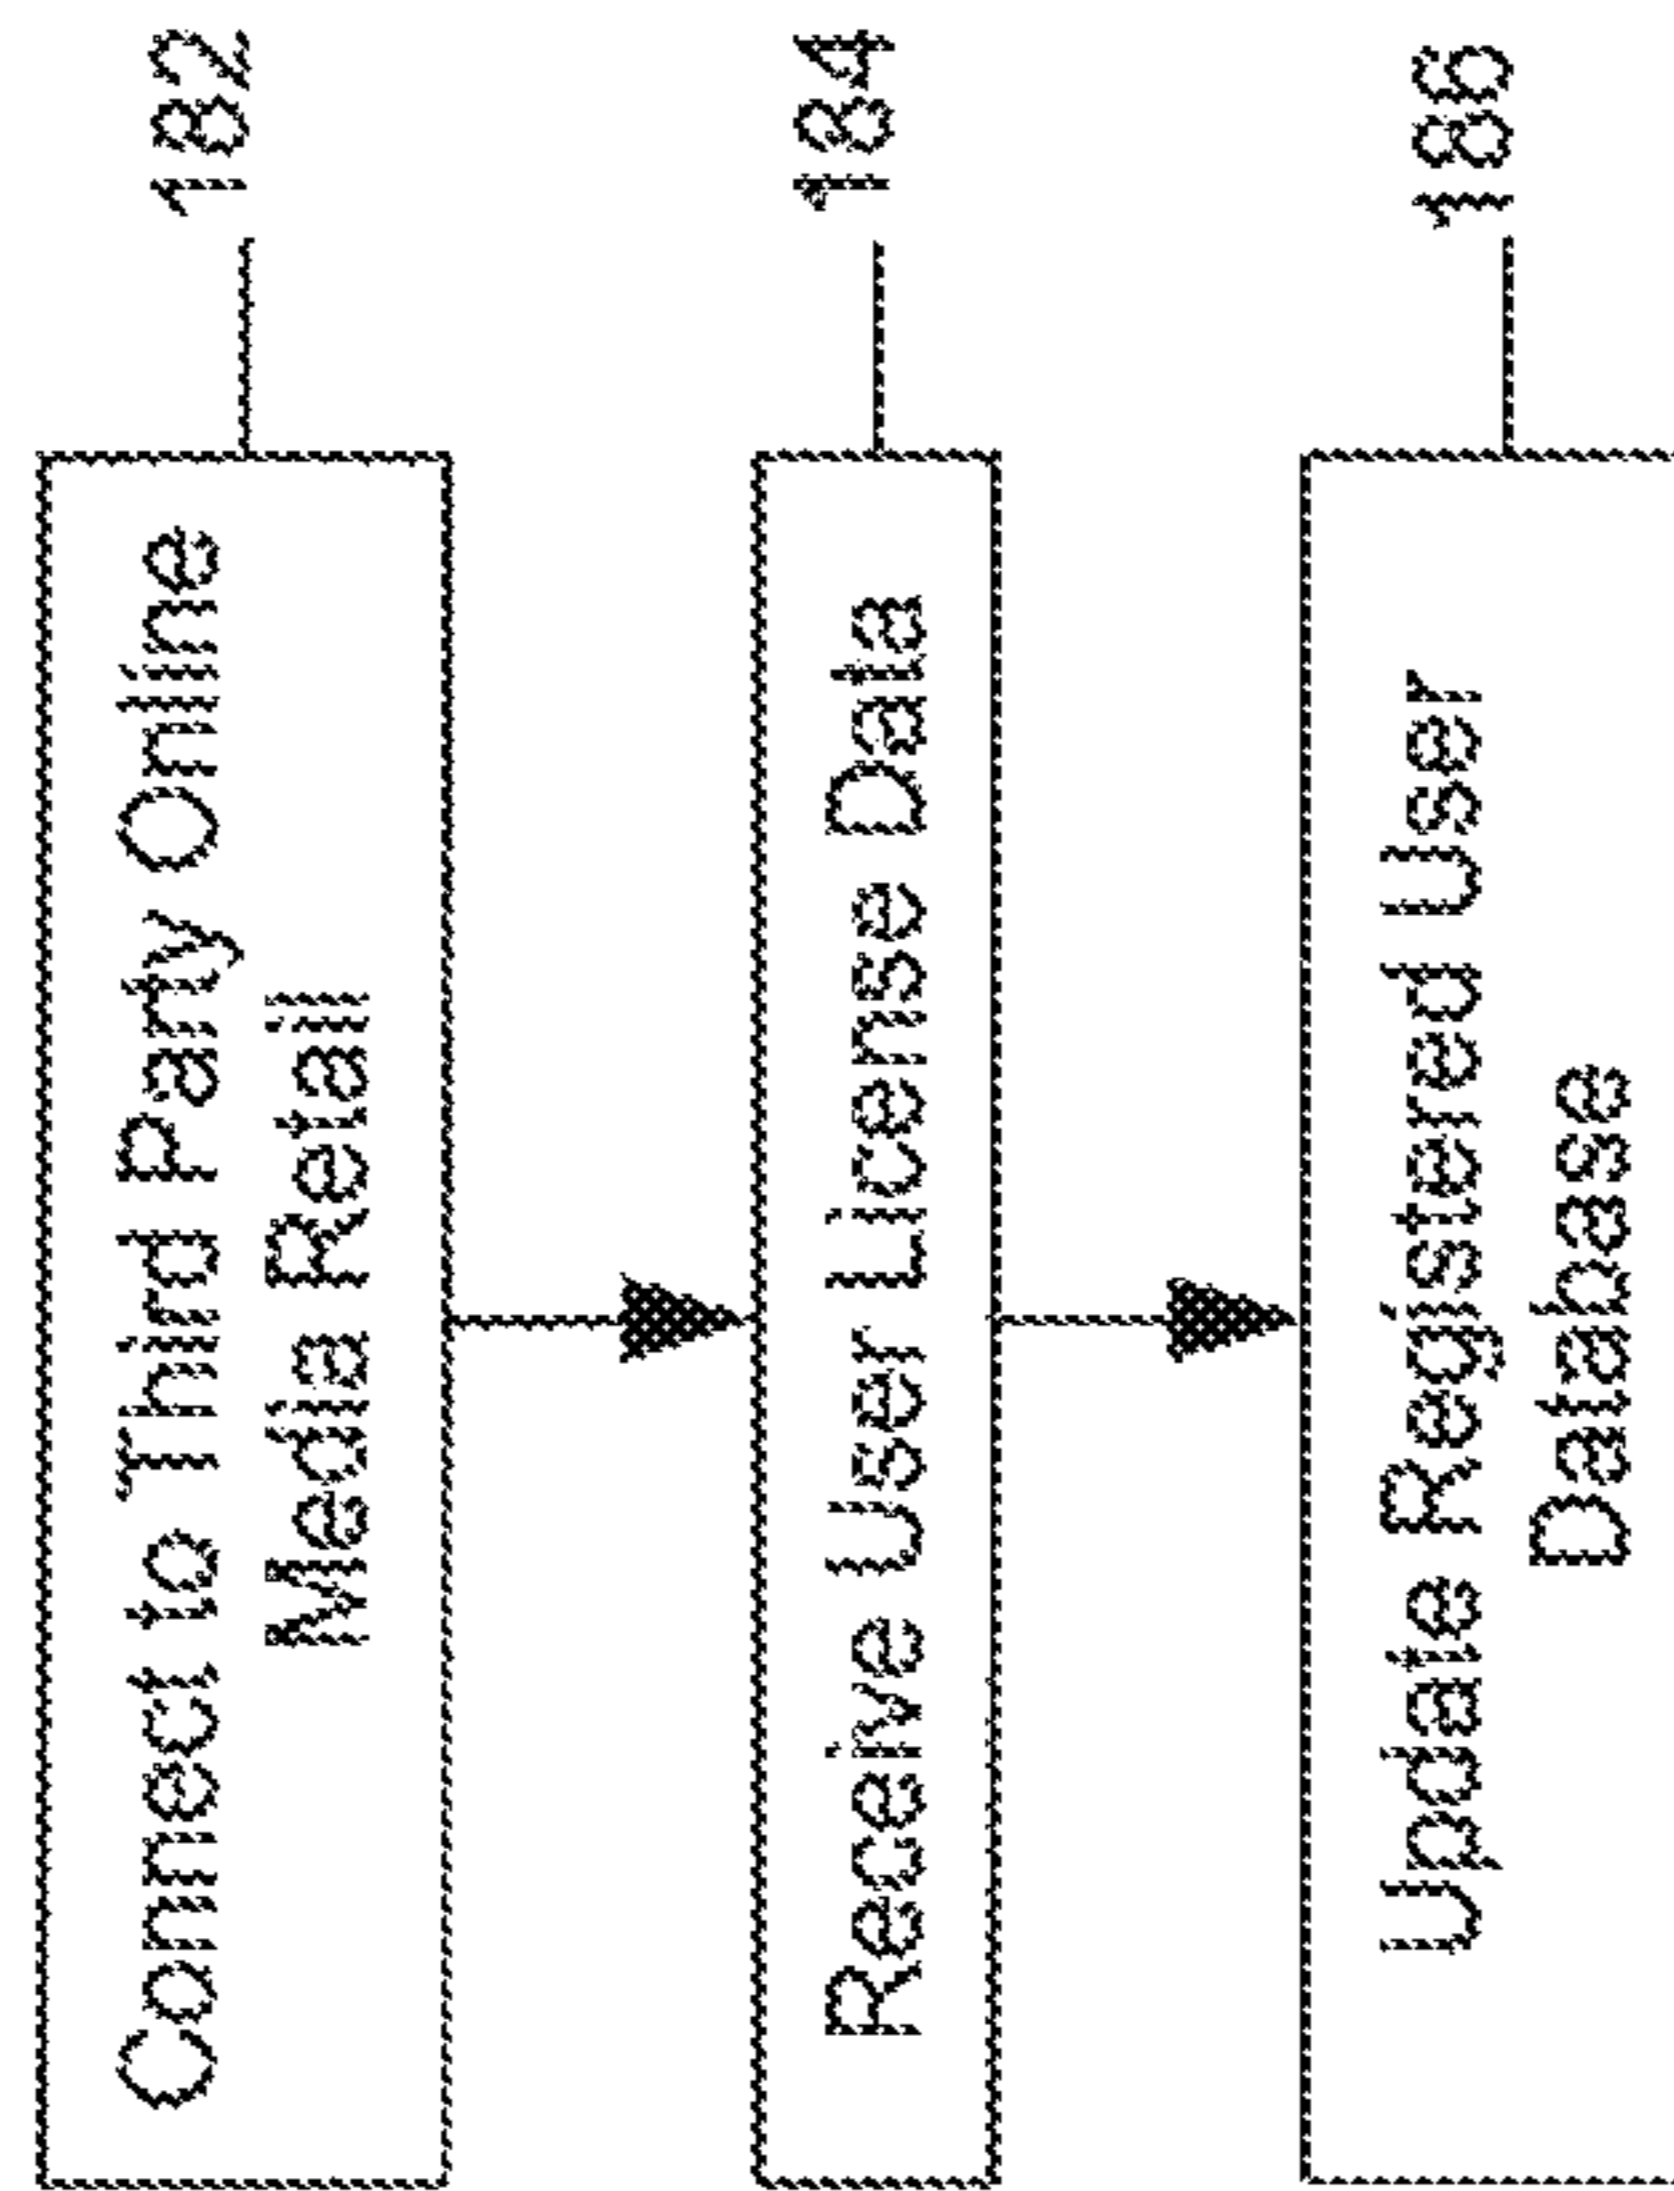 Connect to Third Party Online
Media Retail
182
Receive User License Data
184
Update Registered User
Database
186